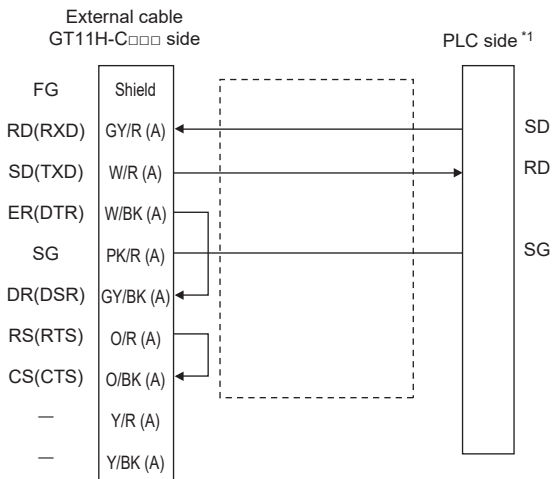 External cable
GT11H-C□□□ side
PLC side *1
FG Shield
RD(RXD) GY/R (A) SD
SD(TXD) W/R (A) RD
ER(DTR) W/BK (A)
SG PK/R (A) SG
DR(DSR) GY/BK (A)
RS(RTS) O/R (A)
CS(CTS) O/BK (A)
— Y/R (A)
— Y/BK (A)